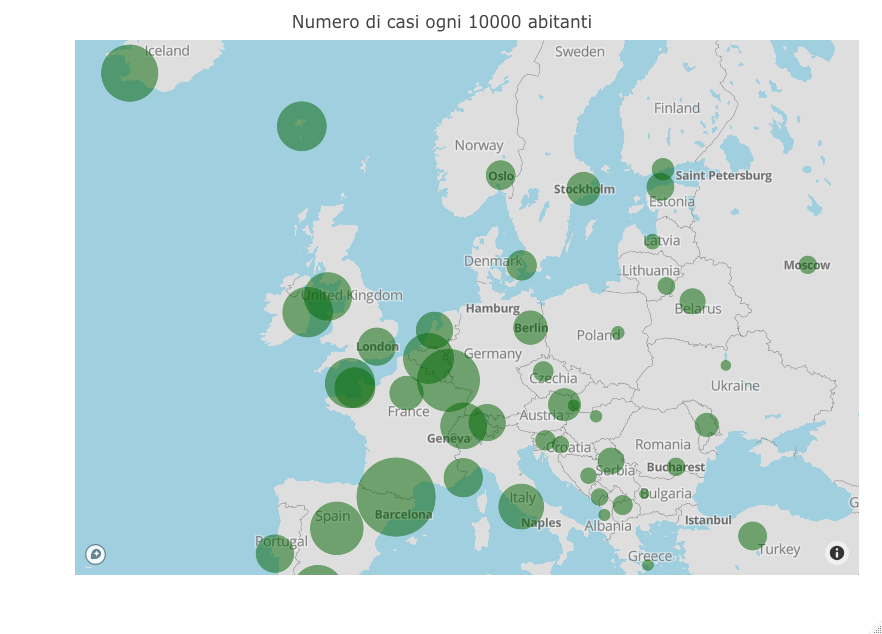 Numero di casi ogni 10000 abitanti
Iceland
Sweden
Finland
Norway
Oslo
Saint Petersburg
Stockholm
Estonia
Latvia
Denmark
Moscow
Lithuania
United Kingdom
Hamburg
Belarus
Berlin
Poland
London
Germany
Czechia
Ukraine
France
Austria
Geneva
Croatia
Romania
Serbia
Bucharest
Bulgaria
Italy
G
Barcelona
Spain
Naples
Istanbul
Albania
Portugal
Turkey
Greece